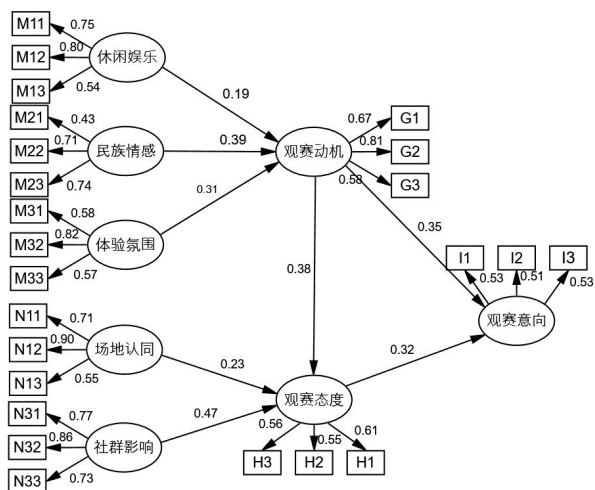 M11
0.75
M12
0.80
休闲娱乐
M13
0.54
0.19
M21
0.43
M22
0.71
民族情感
0.39
M23
0.74
观赛动机
0.67
G1
0.81
G2
0.58
G3
M31
0.58
M32
0.82
体验氛围
0.31
M33
0.57
0.35
0.38
I1
I2
I3
0.53
0.51
0.53
观赛意向
N11
0.71
N12
0.90
场地认同
0.23
N13
0.55
0.32
观赛态度
N31
0.77
N32
0.86
社群影响
0.47
N33
0.73
0.56
0.55
0.61
H3
H2
H1